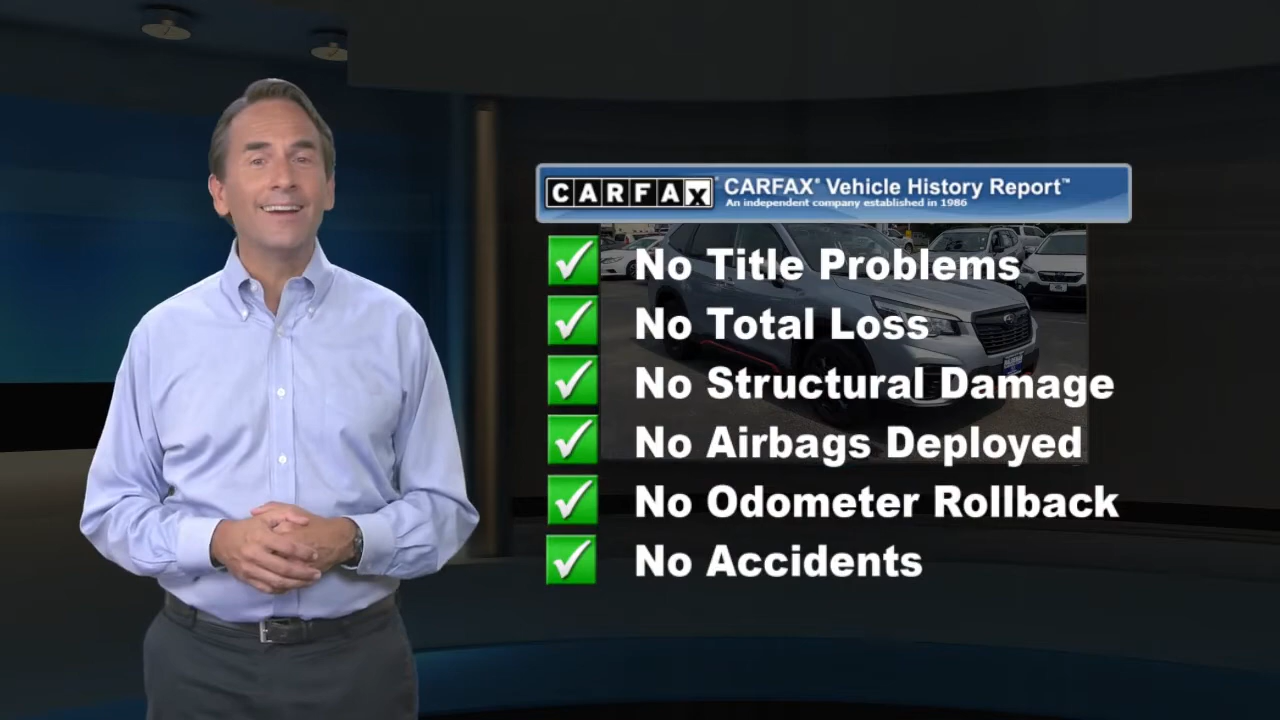 CARFAX® CARFAX® Vehicle History Report™
An independent company established in 1986
No Title Problems
No Total Loss
No Structural Damage
No Airbags Deployed
No Odometer Rollback
No Accidents